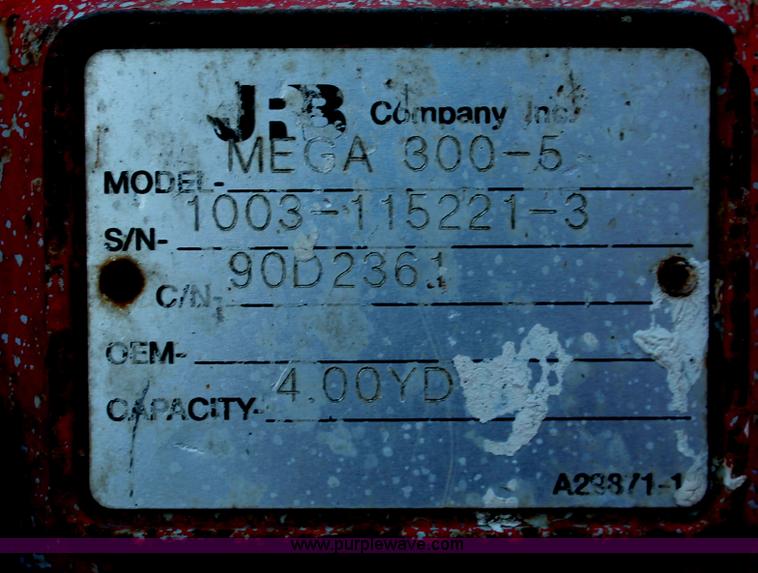 JRB Company Inc.
MODEL- MEGA 300-5
S/N- 1003-115221-3
C/N- 90D2361
OEM-
CAPACITY- 4.00YD
A29871-1
www.purplewave.com